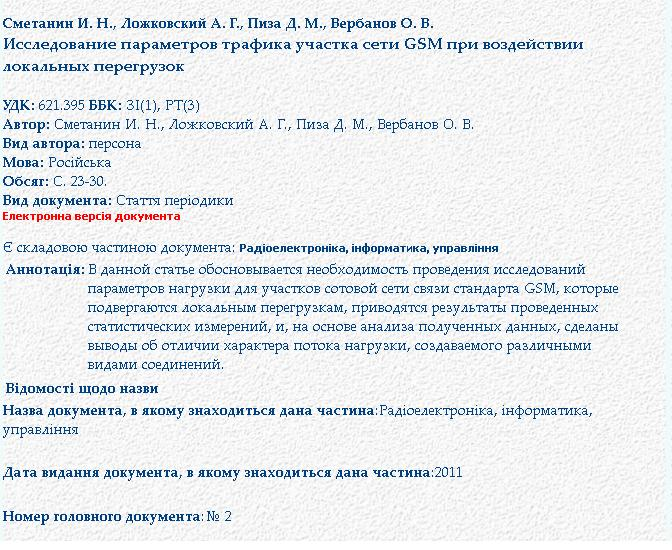 Сметанин И. Н., Ложковский А. Г., Пиза Д. М., Вербанов О. В.
Исследование параметров трафика участка сети GSM при воздействии
локальных перегрузок
УДК: 621.395 ББК: ЗІ(1), РТ(3)
Автор: Сметанин И. Н., Ложковский А. Г., Пиза Д. М., Вербанов О. В.
Вид автора: персона
Мова: Російська
Обсяг: С. 23-30.
Вид документа: Стаття періодики
Електронна версія документа
Є складовою частиною документа: Радіоелектроніка, інформатика, управління
Аннотація: В данной статье обосновывается необходимость проведения исследований
параметров нагрузки для участков сотовой сети связи стандарта GSM, которые
подвергаются локальным перегрузкам, приводятся результаты проведенных
статистических измерений, и, на основе анализа полученных данных, сделаны
выводы об отличии характера потока нагрузки, создаваемого различными
видами соединений.
Відомості щодо назви
Назва документа, в якому знаходиться дана частина:Радіоелектроніка, інформатика,
управління
Дата видання документа, в якому знаходиться дана частина:2011
Номер головного документа: № 2